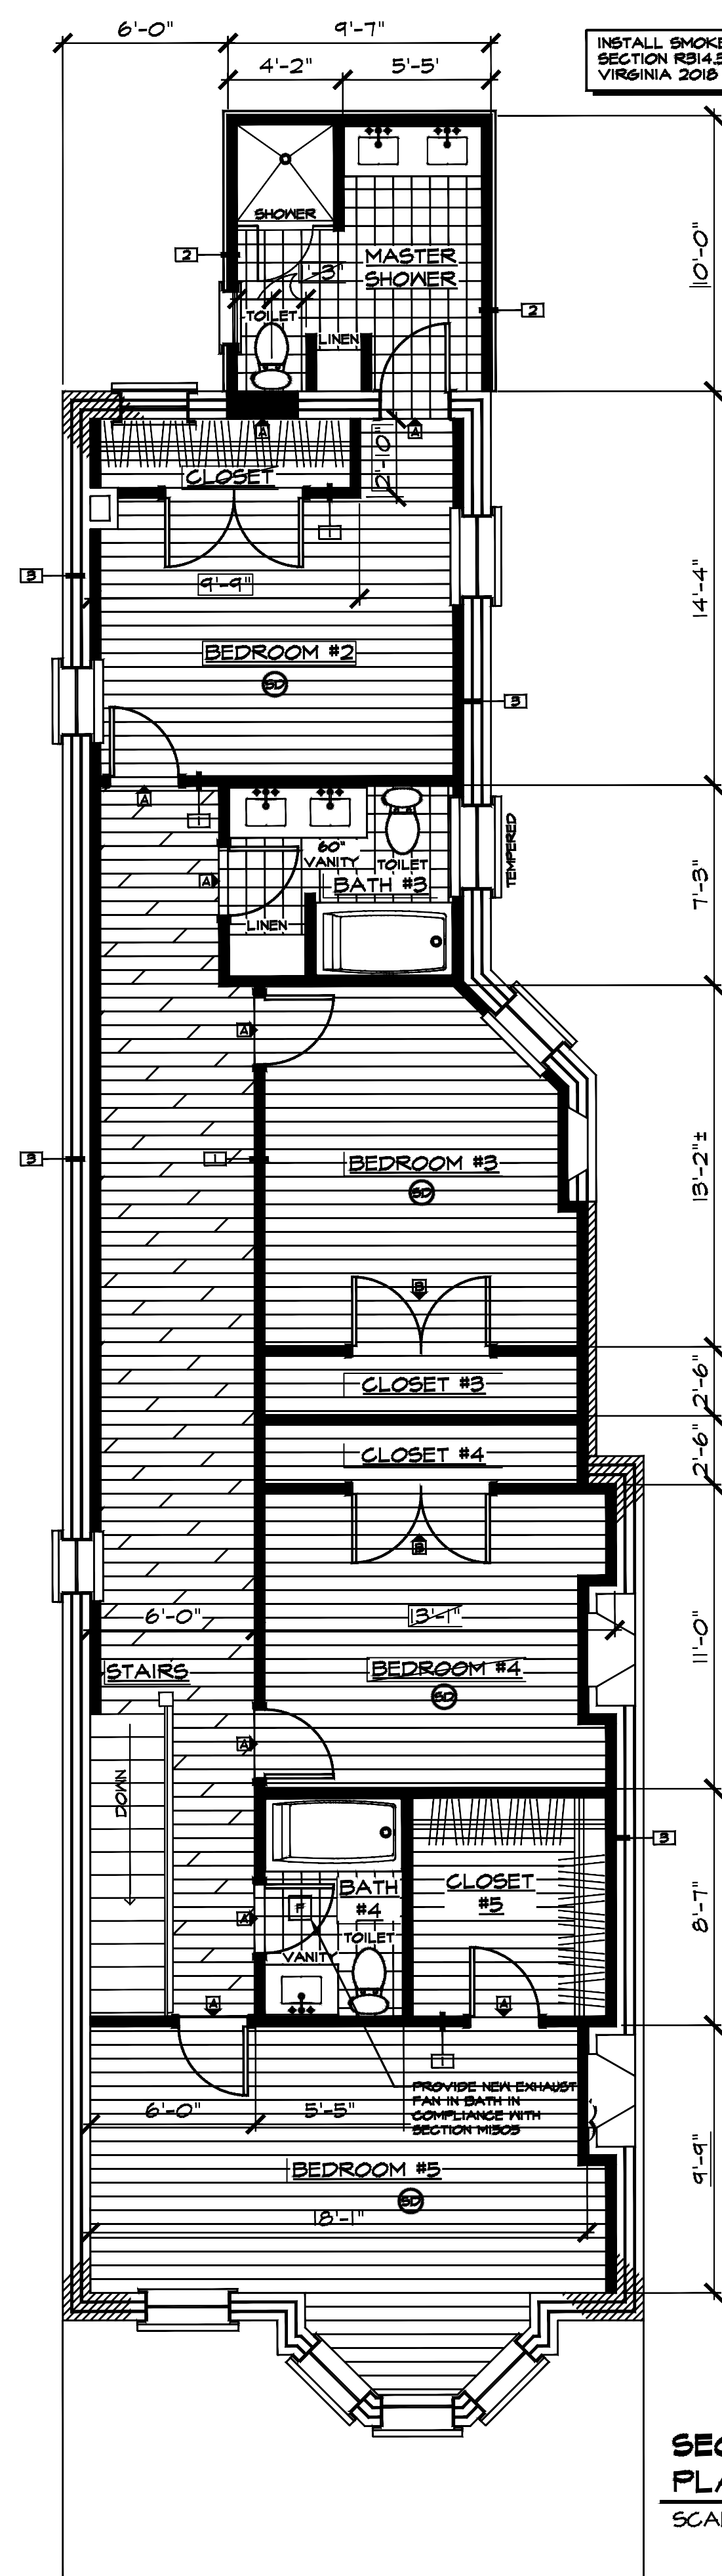 6'-0"
9'-7"
4'-2"
5'-5"
INSTALL SMOKE
SECTION R314.3
VIRGINIA 2018
SHOWER
2
MASTER
SHOWER
10'-0"
1'-3"
TOILET
2
LINEN
A
A
2'-10"
CLOSET
1
3
9'-9"
14'-4"
BEDROOM #2
SD
3
A
1
60"
VANITY
TOILET
TEMPERED
A
BATH #3
7'-3"
LINEN
A
3
1
BEDROOM #3
13'-2"±
SD
B
CLOSET #3
2'-6"
CLOSET #4
2'-6"
B
6'-0"
13'-1"
STAIRS
BEDROOM #4
11'-0"
SD
A
DOWN
3
BATH
#4
CLOSET
#5
8'-7"
A
F
TOILET
VANITY
A
A
1
PROVIDE NEW EXHAUST
FAN IN BATH IN
COMPLIANCE WITH
SECTION M1505
6'-0"
5'-5"
BEDROOM #5
9'-9"
SD
18'-1"
SEC
PLA
SCAL